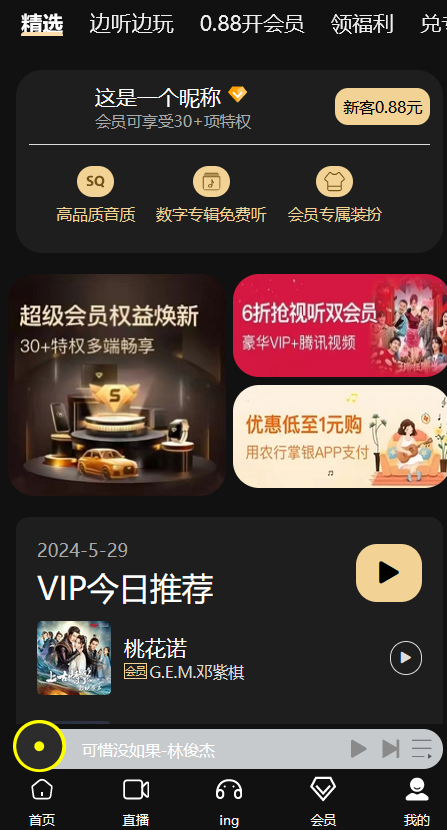 精选 边听边玩 0.88开会员 领福利 兑
这是一个昵称
会员可享受30+项特权
新客0.88元
SQ
高品质音质 数字专辑免费听 会员专属装扮
超级会员权益焕新
30+特权多端畅享
S
6折抢视听双会员
豪华VIP+腾讯视频
优惠低至1元购
用农行掌银APP支付
2024-5-29
VIP今日推荐
桃花诺
会员G.E.M.邓紫棋
可惜没如果-林俊杰
首页 直播 ing 会员 我的